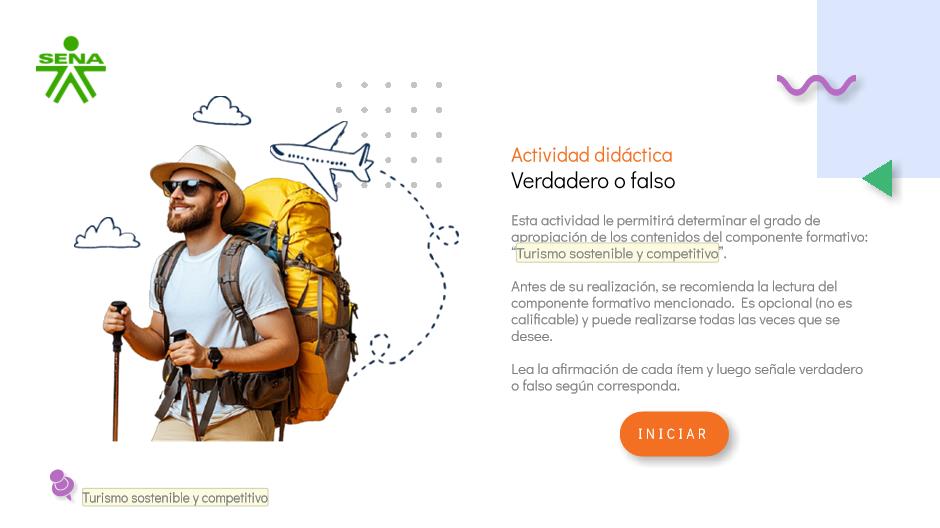 SENA
Actividad didáctica
Verdadero o falso
Esta actividad le permitirá determinar el grado de
apropiación de los contenidos del componente formativo:
“Turismo sostenible y competitivo”.
Antes de su realización, se recomienda la lectura del
componente formativo mencionado. Es opcional (no es
calificable) y puede realizarse todas las veces que se
desee.
Lea la afirmación de cada ítem y luego señale verdadero
o falso según corresponda.
INICIAR
Turismo sostenible y competitivo